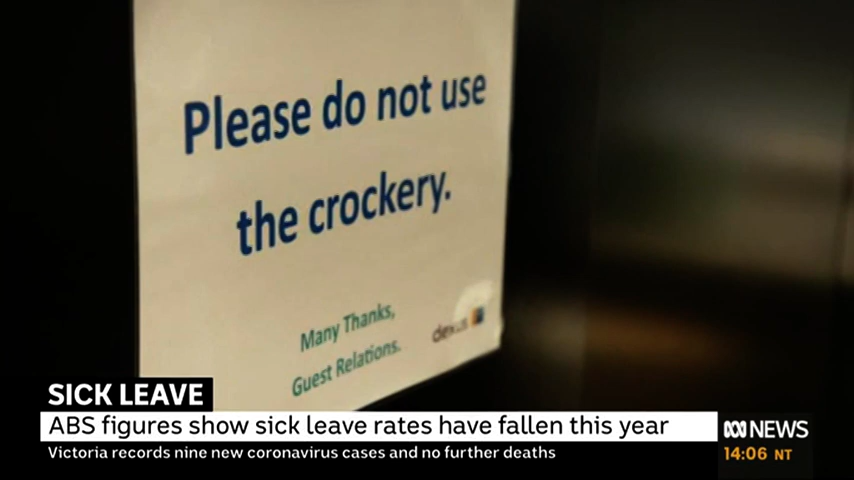 Please do not use
the crockery.
Many Thanks,
Guest Relations.
SICK LEAVE
ABS figures show sick leave rates have fallen this year
Victoria records nine new coronavirus cases and no further deaths
NEWS
14:06 NT